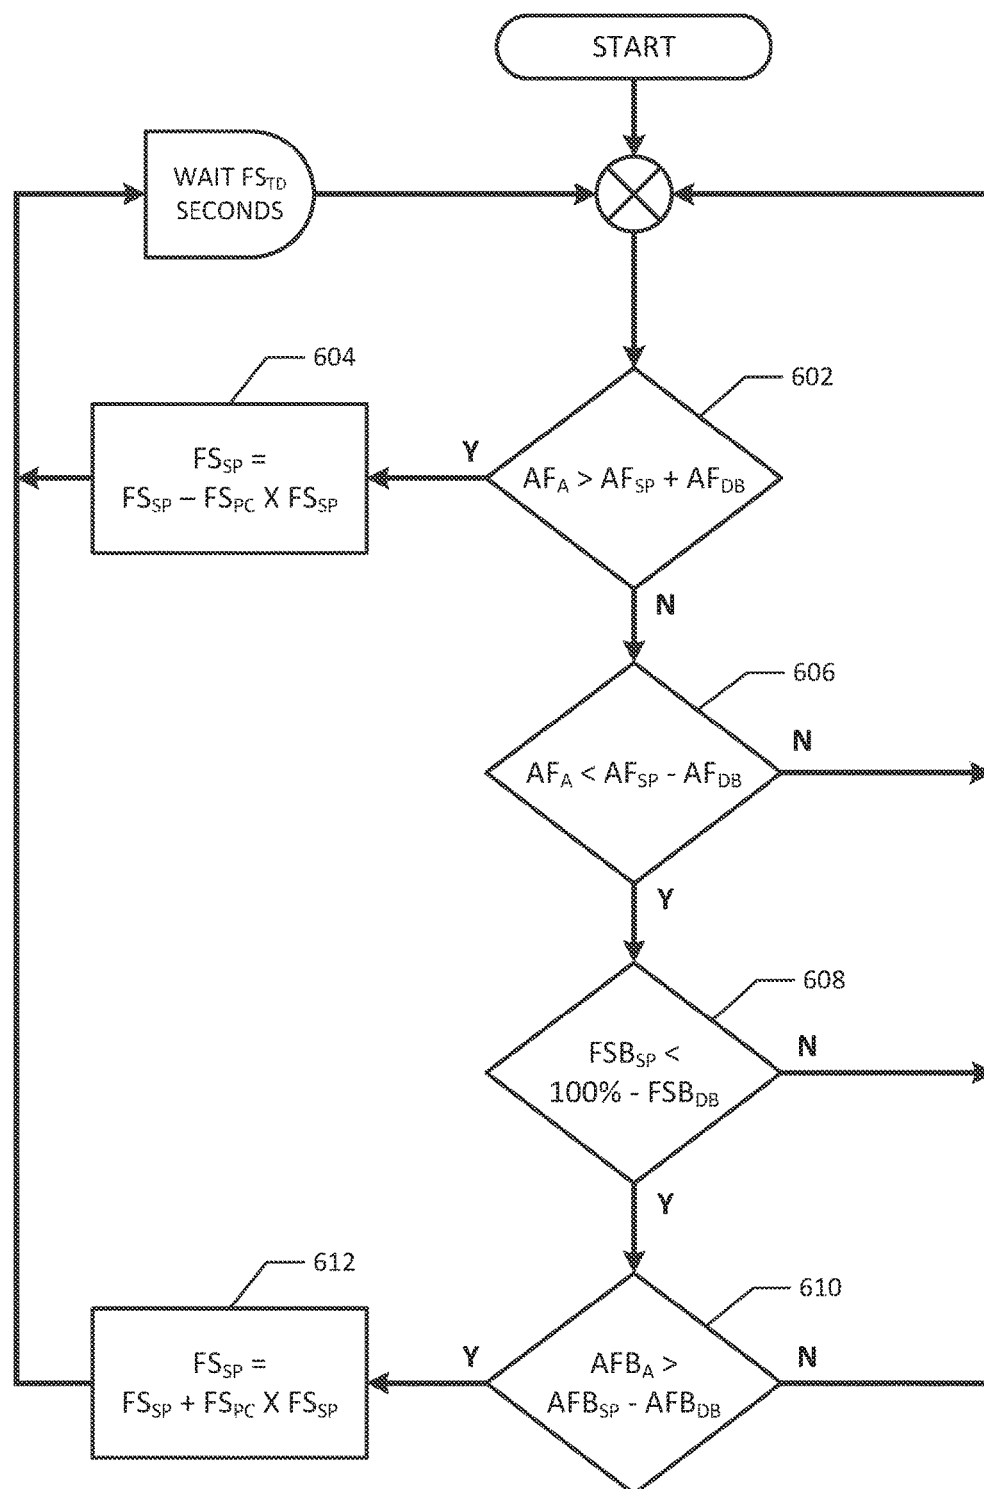 START
WAIT FS_TD
SECONDS
604
602
FS_SP =
FS_SP – FS_PC X FS_SP
Y
AF_A > AF_SP + AF_DB
N
606
AF_A < AF_SP - AF_DB
N
Y
608
FSB_SP <
100% - FSB_DB
N
Y
612
610
FS_SP =
FS_SP + FS_PC X FS_SP
Y
AFB_A >
AFB_SP - AFB_DB
N